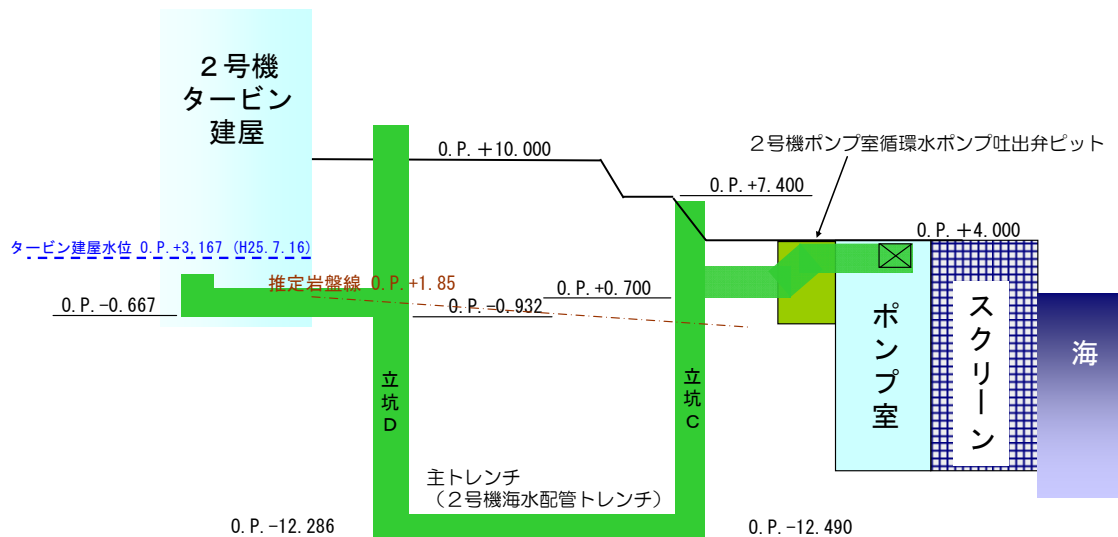 ２号機
タービン
建屋
２号機ポンプ室循環水ポンプ吐出弁ピット
O.P.＋10.000
O.P.+7.400
O.P.＋4.000
タービン建屋水位 O.P.+3,167 (H25.7.16)
推定岩盤線 O.P.+1.85
O.P.+0.700
O.P.-0.667
O.P.-0.932
ポンプ室
スクリーン
海
立坑Ｄ
立坑Ｃ
主トレンチ
（２号機海水配管トレンチ）
O.P.-12.286
O.P.-12.490